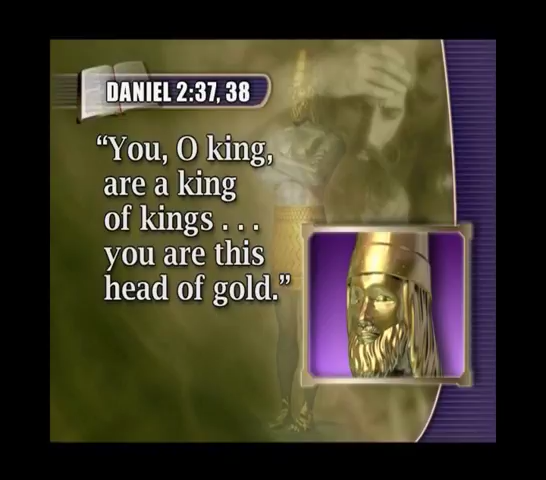 DANIEL 2:37, 38
“You, O king,
are a king
of kings . . .
you are this
head of gold.”